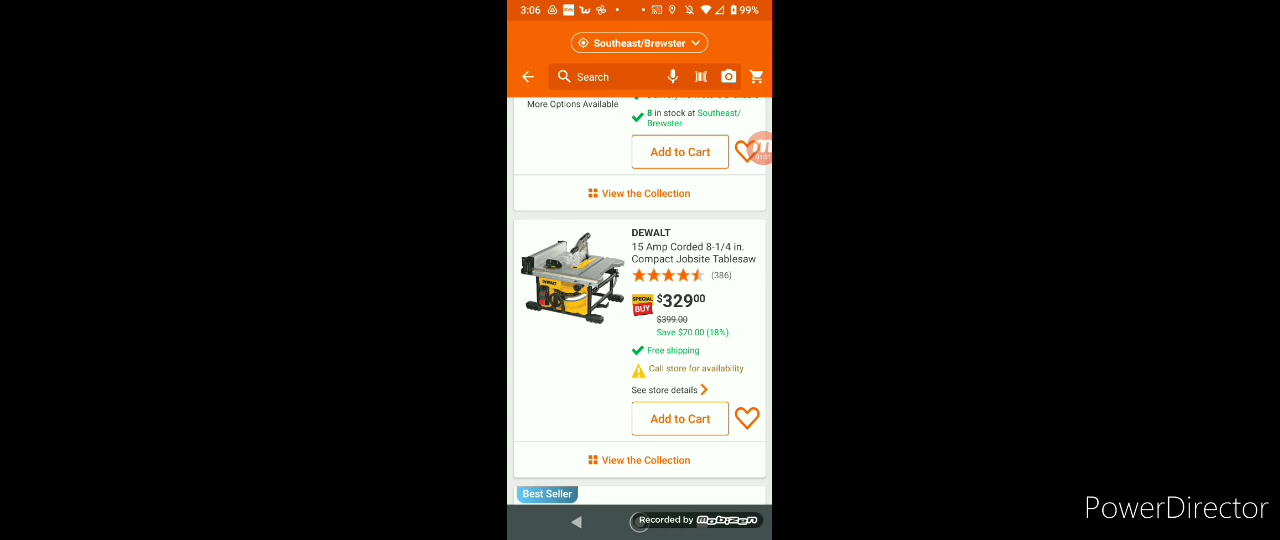 3:06
99%
Southeast/Brewster
Search
More Options Available
8 in stock at Southeast/
Brewster
Add to Cart
01:51
View the Collection
DEWALT
15 Amp Corded 8-1/4 in.
Compact Jobsite Tablesaw
(386)
SPECIAL
BUY
$32900
$399.00
Save $70.00 (18%)
Free shipping
Call store for availability
See store details
Add to Cart
View the Collection
Best Seller
Recorded by mobizen
PowerDirector